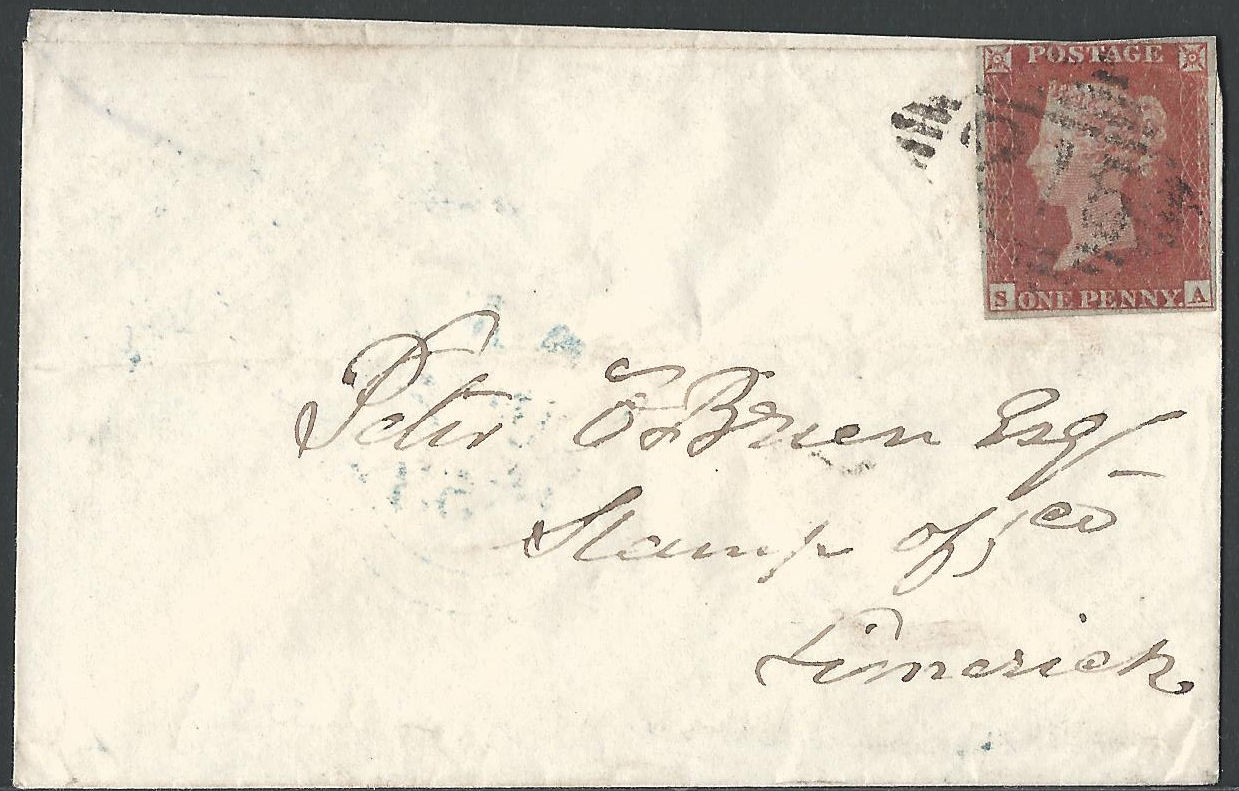 POSTAGE
S ONE PENNY. A
Peter O'Brien Esq
Stamp office
Limerick